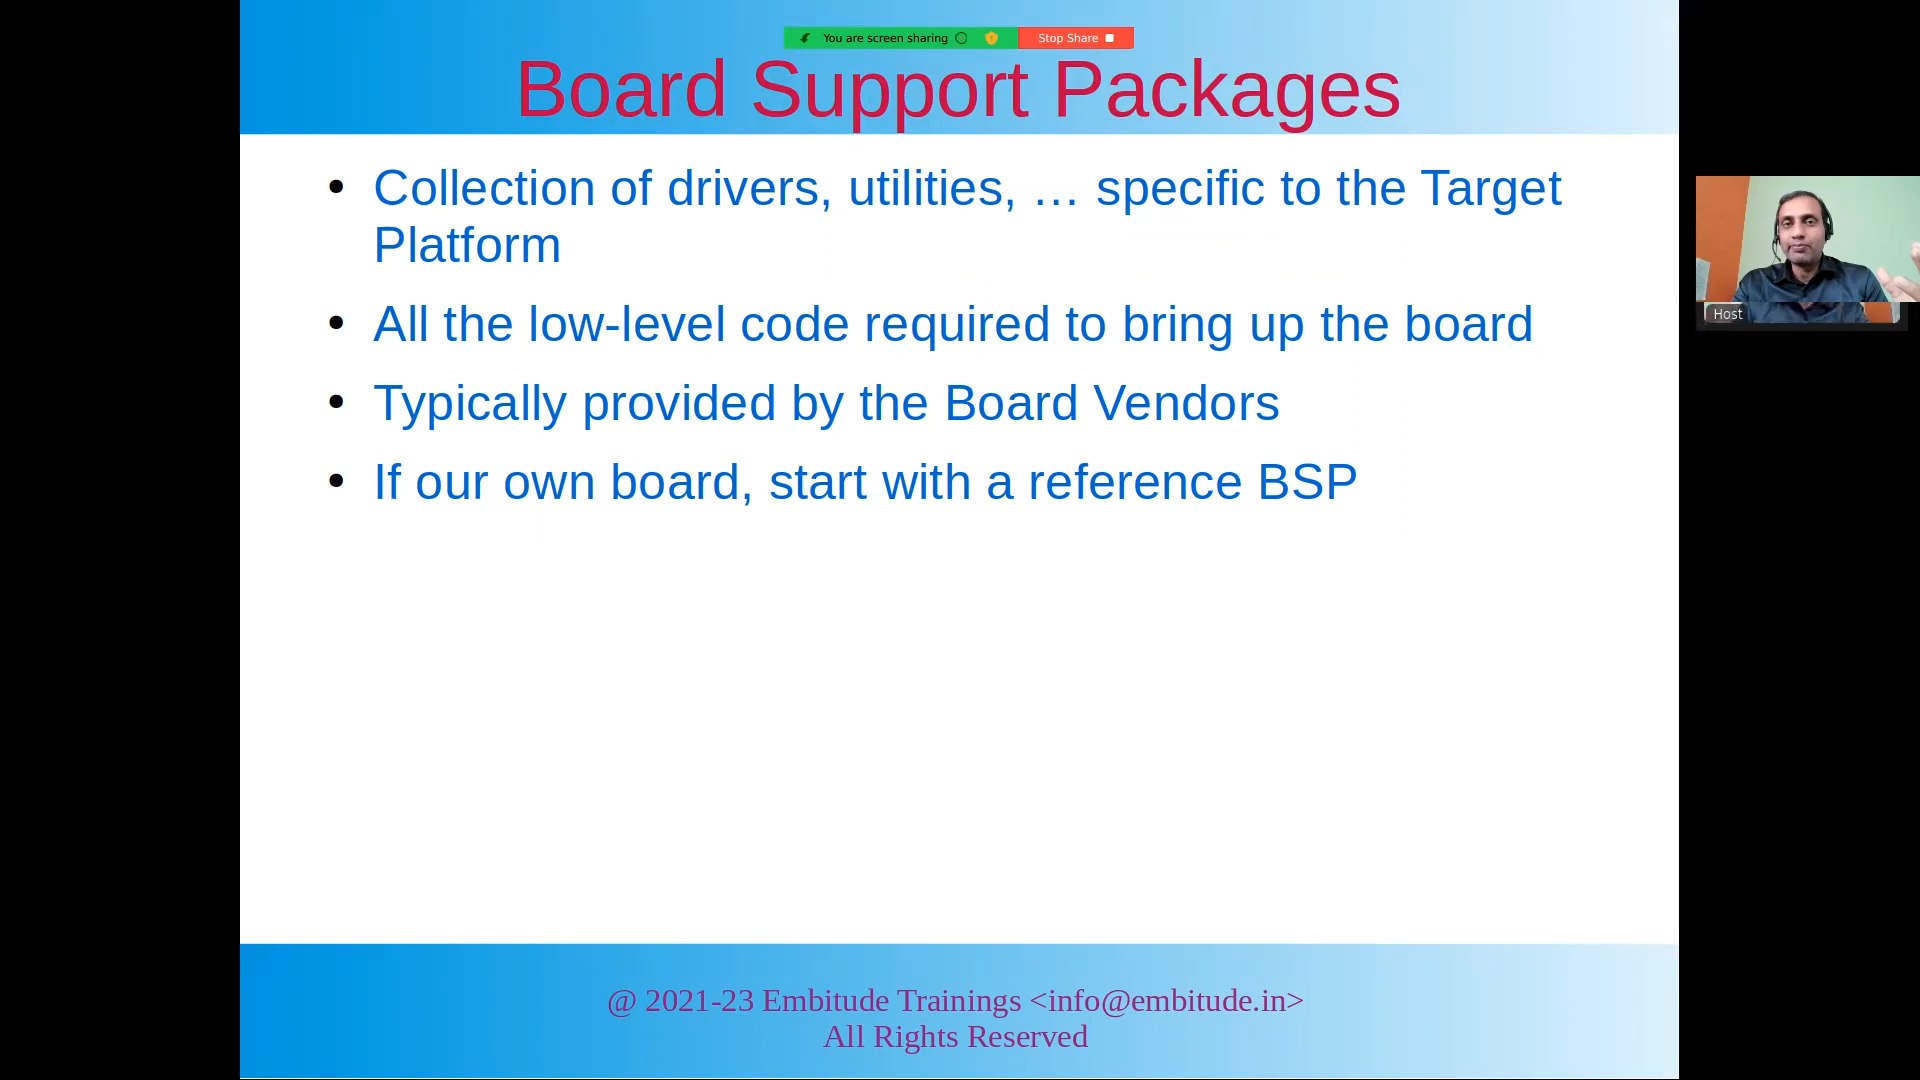 You are screen sharing
Stop Share
Board Support Packages
• Collection of drivers, utilities, … specific to the Target
Platform
• All the low-level code required to bring up the board
• Typically provided by the Board Vendors
• If our own board, start with a reference BSP
Host
@ 2021-23 Embitude Trainings <info@embitude.in>
All Rights Reserved